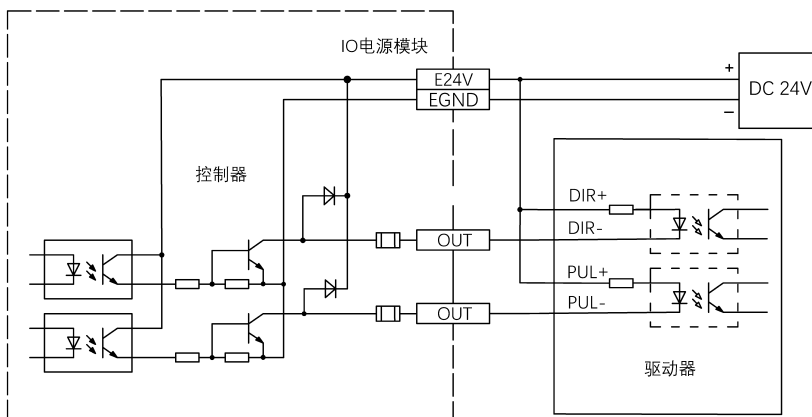 IO电源模块
E24V
+
DC 24V
EGND
−
控制器
DIR+
OUT
DIR-
PUL+
OUT
PUL-
驱动器